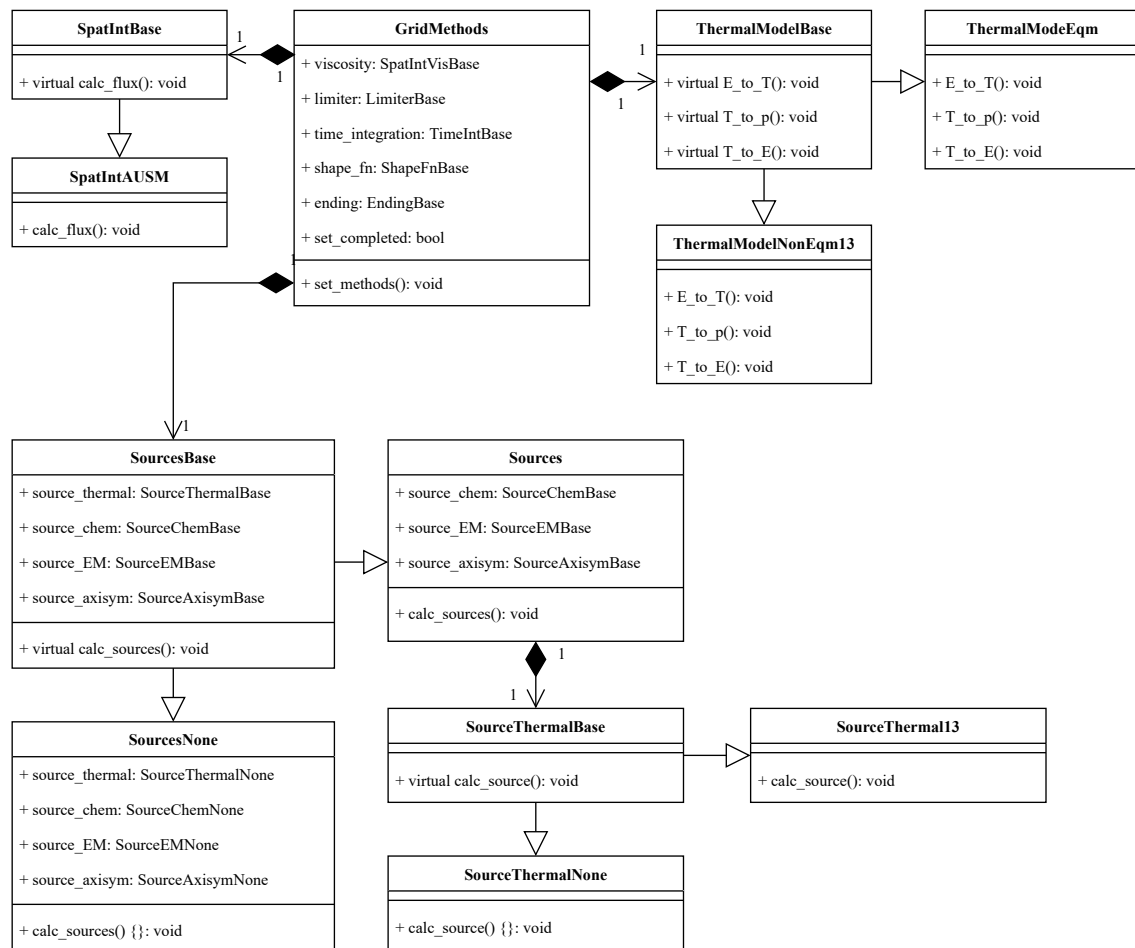 SpatIntBase
+ virtual calc_flux(): void
SpatIntAUSM
+ calc_flux(): void
1
1
GridMethods
+ viscosity: SpatIntVisBase
+ limiter: LimiterBase
+ time_integration: TimeIntBase
+ shape_fn: ShapeFnBase
+ ending: EndingBase
+ set_completed: bool
+ set_methods(): void
1
1
ThermalModelBase
+ virtual E_to_T(): void
+ virtual T_to_p(): void
+ virtual T_to_E(): void
ThermalModeEqm
+ E_to_T(): void
+ T_to_p(): void
+ T_to_E(): void
ThermalModelNonEqm13
+ E_to_T(): void
+ T_to_p(): void
+ T_to_E(): void
1
1
SourcesBase
+ source_thermal: SourceThermalBase
+ source_chem: SourceChemBase
+ source_EM: SourceEMBase
+ source_axisym: SourceAxisymBase
+ virtual calc_sources(): void
Sources
+ source_chem: SourceChemBase
+ source_EM: SourceEMBase
+ source_axisym: SourceAxisymBase
+ calc_sources(): void
1
1
SourcesNone
+ source_thermal: SourceThermalNone
+ source_chem: SourceChemNone
+ source_EM: SourceEMNone
+ source_axisym: SourceAxisymNone
+ calc_sources() {}: void
SourceThermalBase
+ virtual calc_source(): void
SourceThermal13
+ calc_source(): void
SourceThermalNone
+ calc_source() {}: void